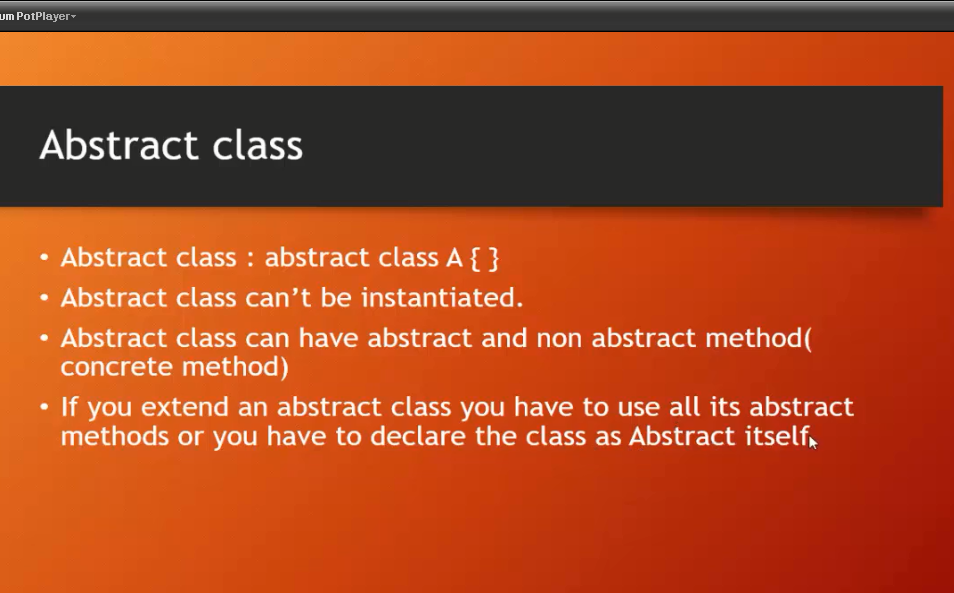 um PotPlayer
Abstract class
• Abstract class : abstract class A { }
• Abstract class can't be instantiated.
• Abstract class can have abstract and non abstract method(
concrete method)
• If you extend an abstract class you have to use all its abstract
methods or you have to declare the class as Abstract itself.